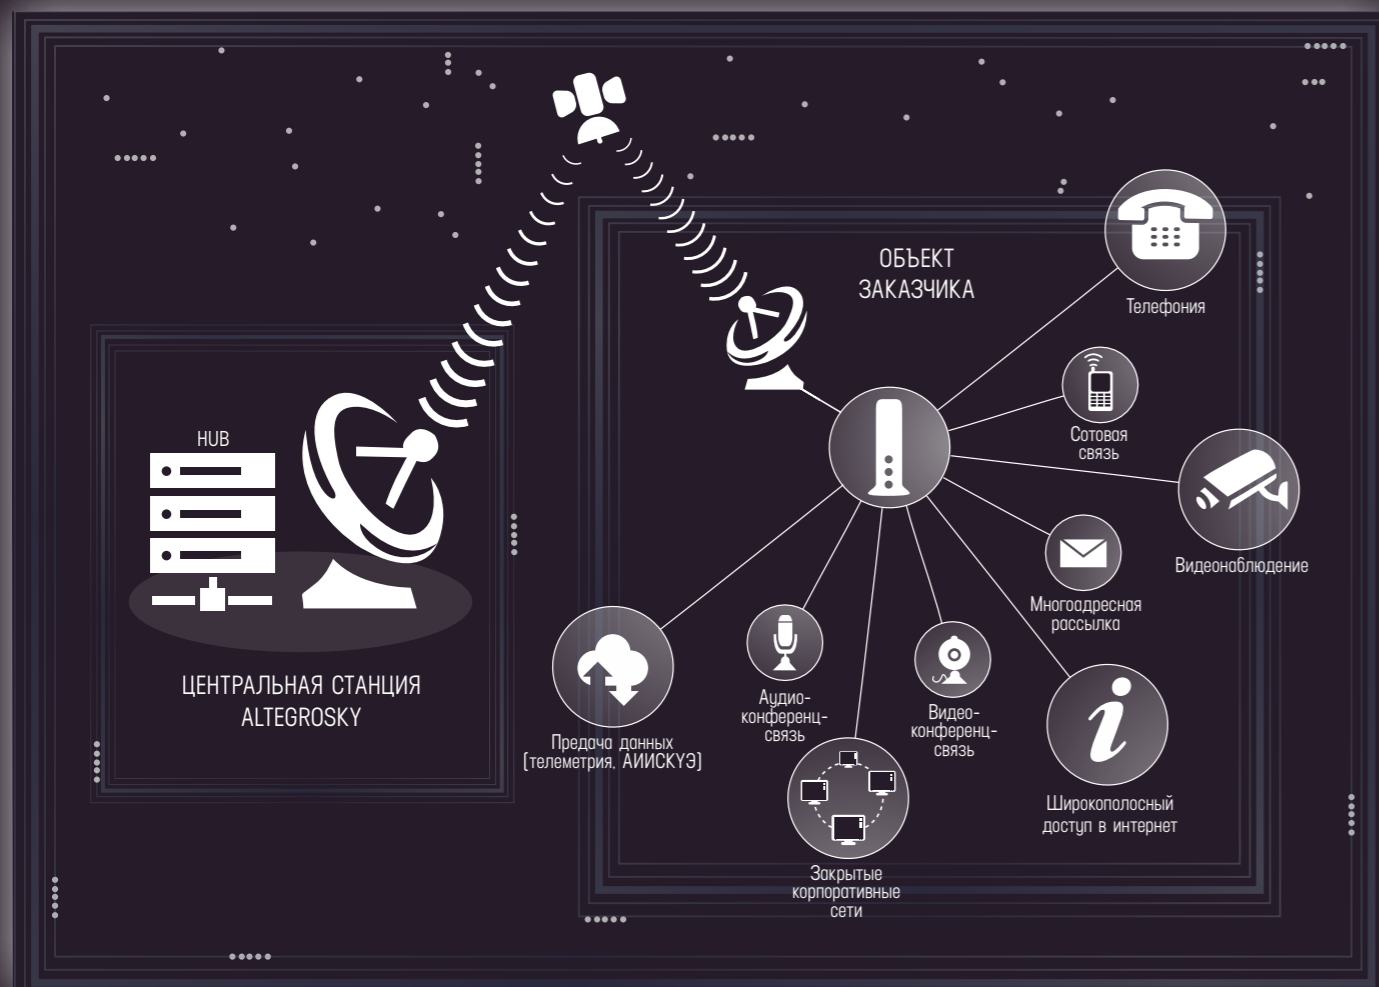 ОБЪЕКТ
ЗАКАЗЧИКА
Телефония
Сотовая
связь
HUB
Видеонаблюдение
Многоадресная
рассылка
ЦЕНТРАЛЬНАЯ СТАНЦИЯ
ALTEGROSKY
Аудио-
конференц-
связь
Видео-
конференц-
связь
Предача данных
(телеметрия, АИИСКУЭ)
Широкополосный
доступ в интернет
Закрытые
корпоративные
сети